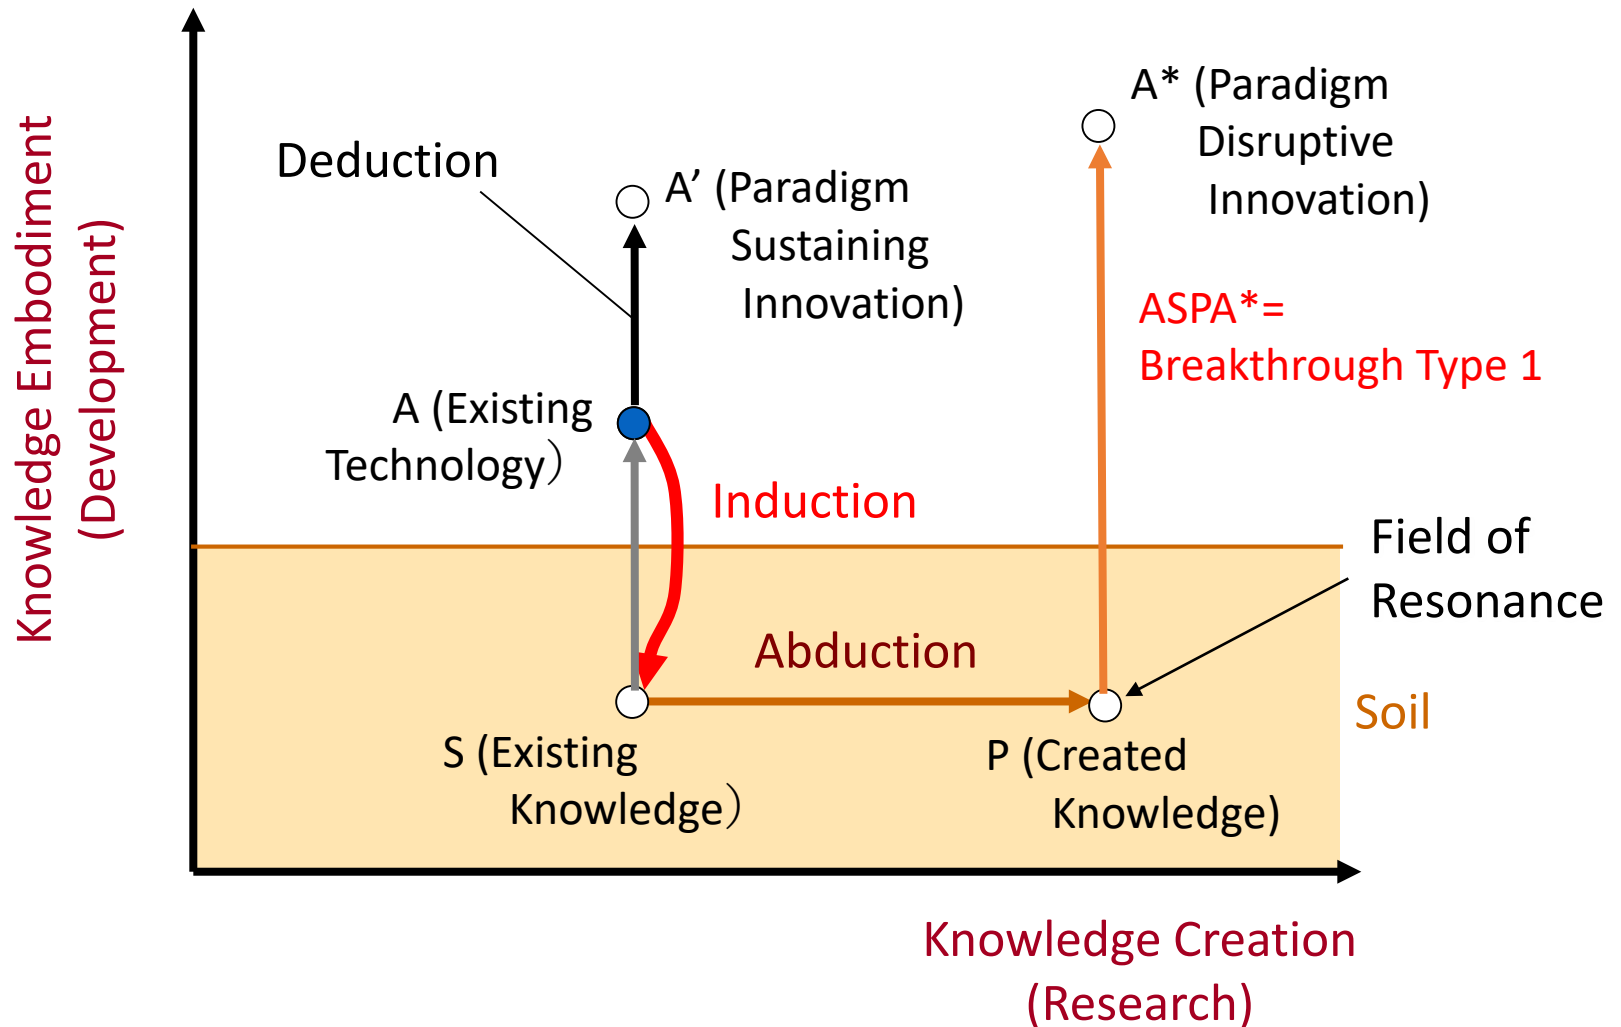 Knowledge Embodiment
(Development)
Deduction
A’ (Paradigm
Sustaining
Innovation)
A* (Paradigm
Disruptive
Innovation)
ASPA*=
Breakthrough Type 1
A (Existing
Technology）
Induction
Field of
Resonance
Abduction
Soil
S (Existing
Knowledge）
P (Created
Knowledge)
Knowledge Creation
(Research)